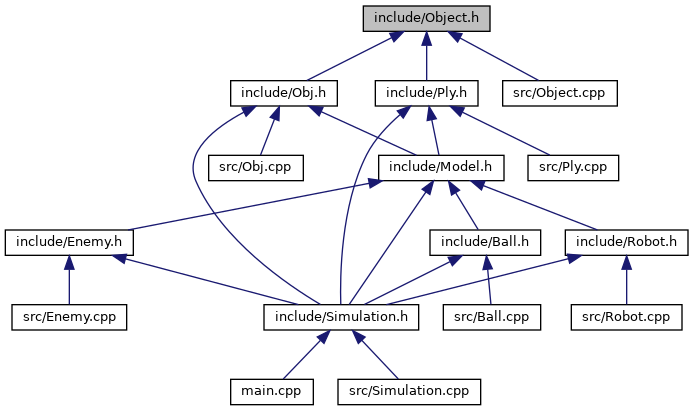 include/Object.h
include/Obj.h
include/Ply.h
src/Object.cpp
src/Obj.cpp
include/Model.h
src/Ply.cpp
include/Enemy.h
include/Ball.h
include/Robot.h
src/Enemy.cpp
include/Simulation.h
src/Ball.cpp
src/Robot.cpp
main.cpp
src/Simulation.cpp